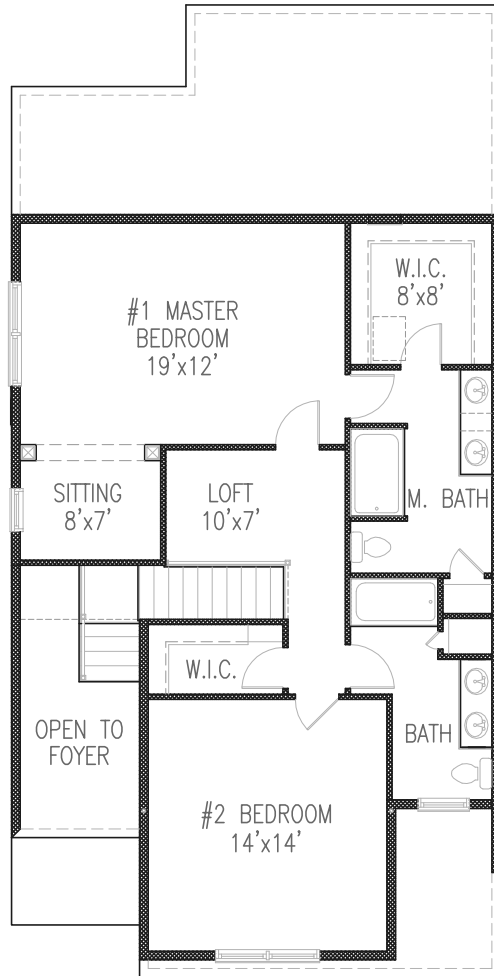 W.I.C.
8'x8'
#1 MASTER
BEDROOM
19'x12'
SITTING
8'x7'
LOFT
10'x7'
M. BATH
W.I.C.
OPEN TO
FOYER
BATH
#2 BEDROOM
14'x14'